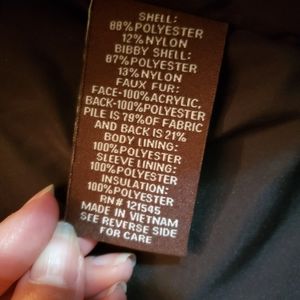 SHELL:
88% POLYESTER
12% NYLON
BIBBY SHELL:
87% POLYESTER
13% NYLON
FAUX FUR:
FACE-100% ACRYLIC,
BACK-100% POLYESTER
PILE IS 79% OF FABRIC
AND BACK IS 21%
BODY LINING:
100% POLYESTER
SLEEVE LINING:
100% POLYESTER
INSULATION:
100% POLYESTER
RN# 121545
MADE IN VIETNAM
SEE REVERSE SIDE
FOR CARE